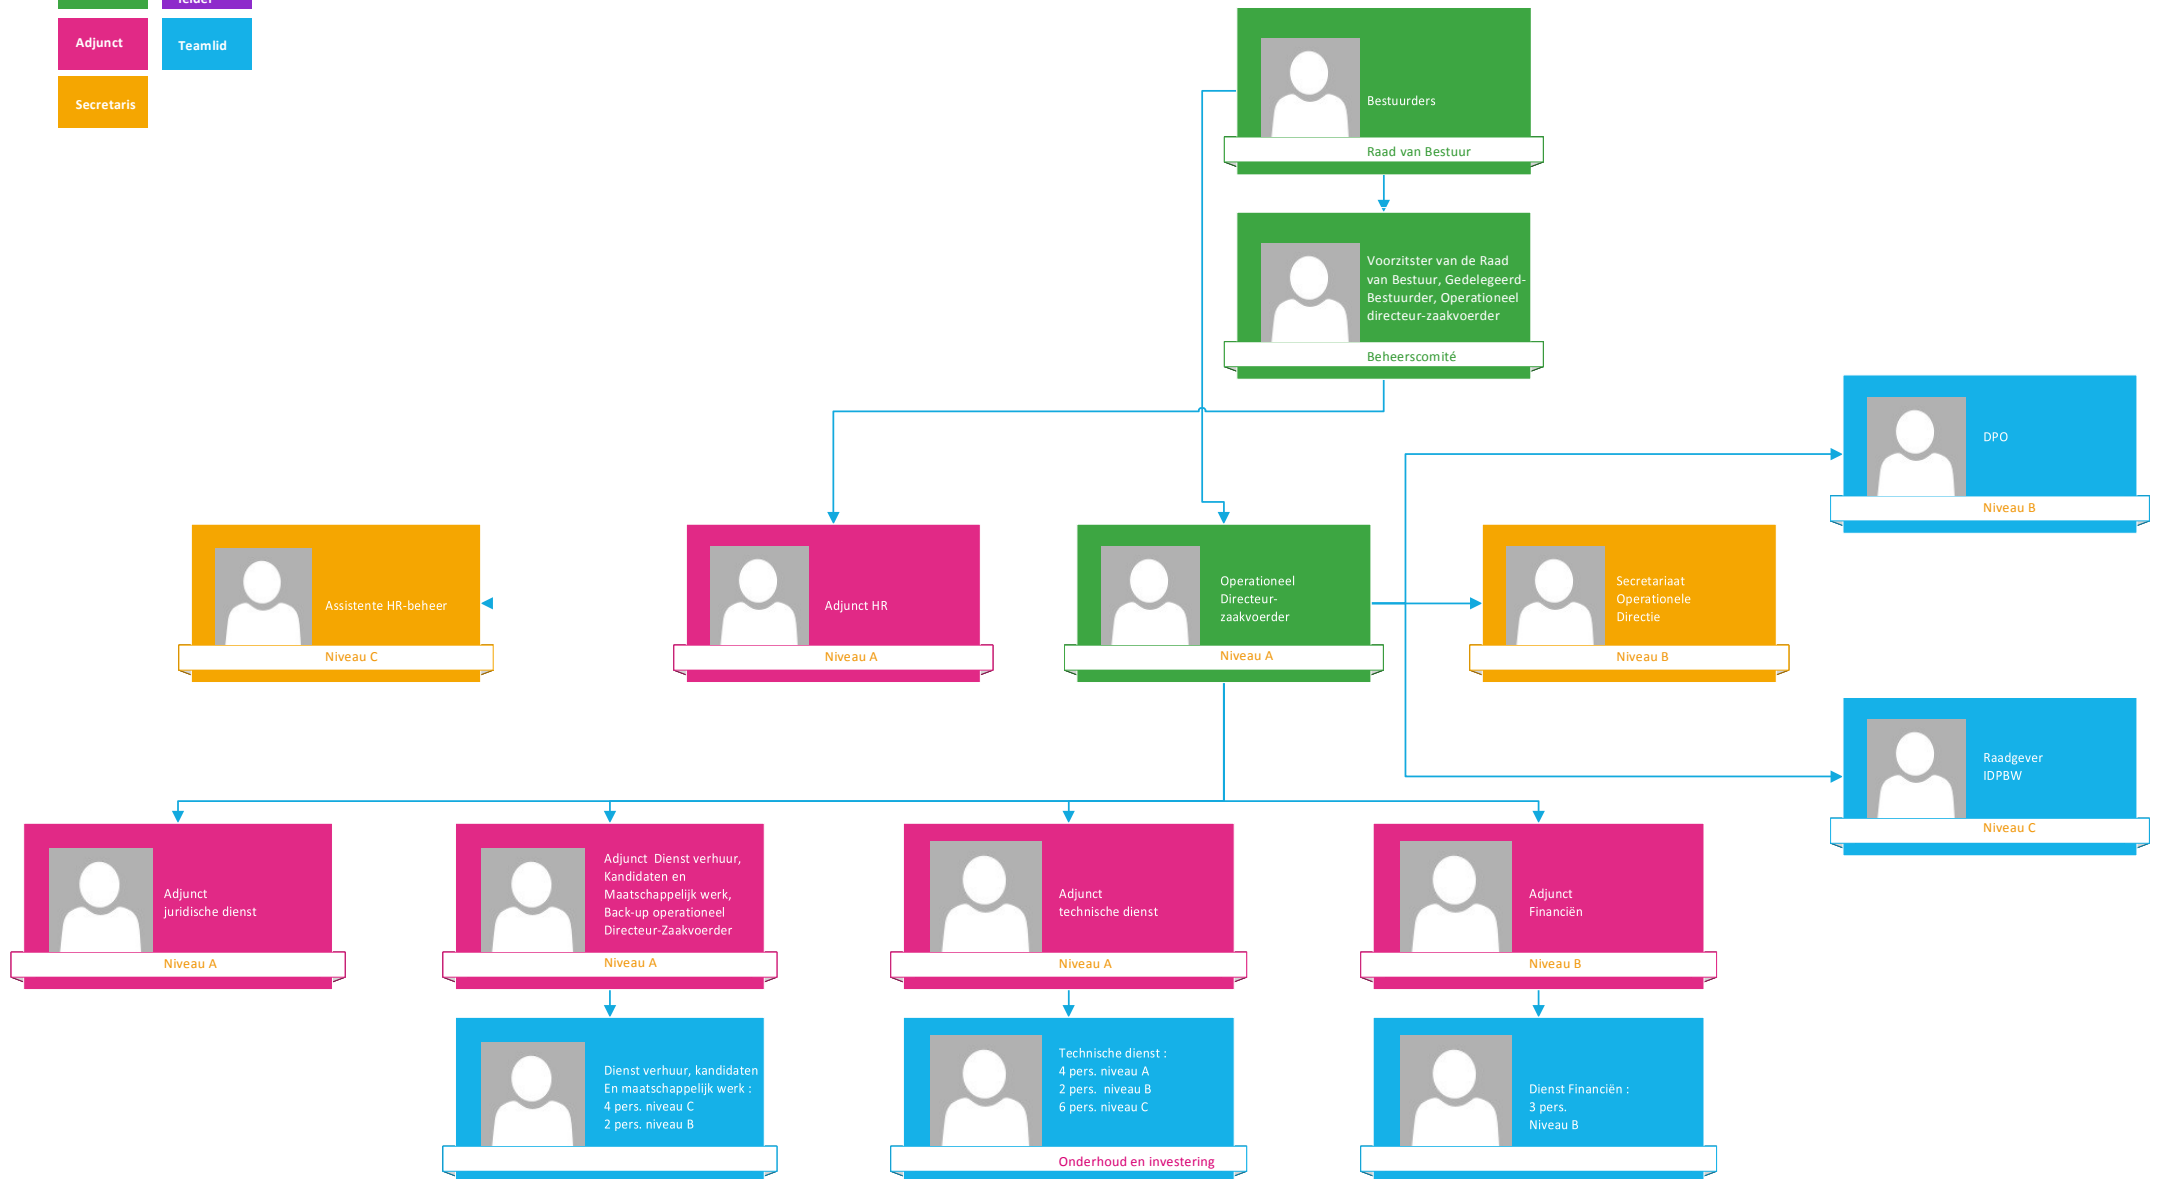 Adjunct
Teamlid
Secretaris
Bestuurders
Raad van Bestuur
Voorzitster van de Raad
van Bestuur, Gedelegeerd-
Bestuurder, Operationeel
directeur-zaakvoerder
Beheerscomité
DPO
Niveau B
Assistente HR-beheer
Niveau C
Adjunct HR
Niveau A
Operationeel
Directeur-
zaakvoerder
Niveau A
Secretariaat
Operationele
Directie
Niveau B
Raadgever
IDPBW
Niveau C
Adjunct
juridische dienst
Niveau A
Adjunct  Dienst verhuur,
Kandidaten en
Maatschappelijk werk,
Back-up operationeel
Directeur-Zaakvoerder
Niveau A
Adjunct
technische dienst
Niveau A
Adjunct
Financiën
Niveau B
Dienst verhuur, kandidaten
En maatschappelijk werk :
4 pers. niveau C
2 pers. niveau B
Technische dienst :
4 pers. niveau A
2 pers.  niveau B
6 pers. niveau C
Onderhoud en investering
Dienst Financiën :
3 pers.
Niveau B